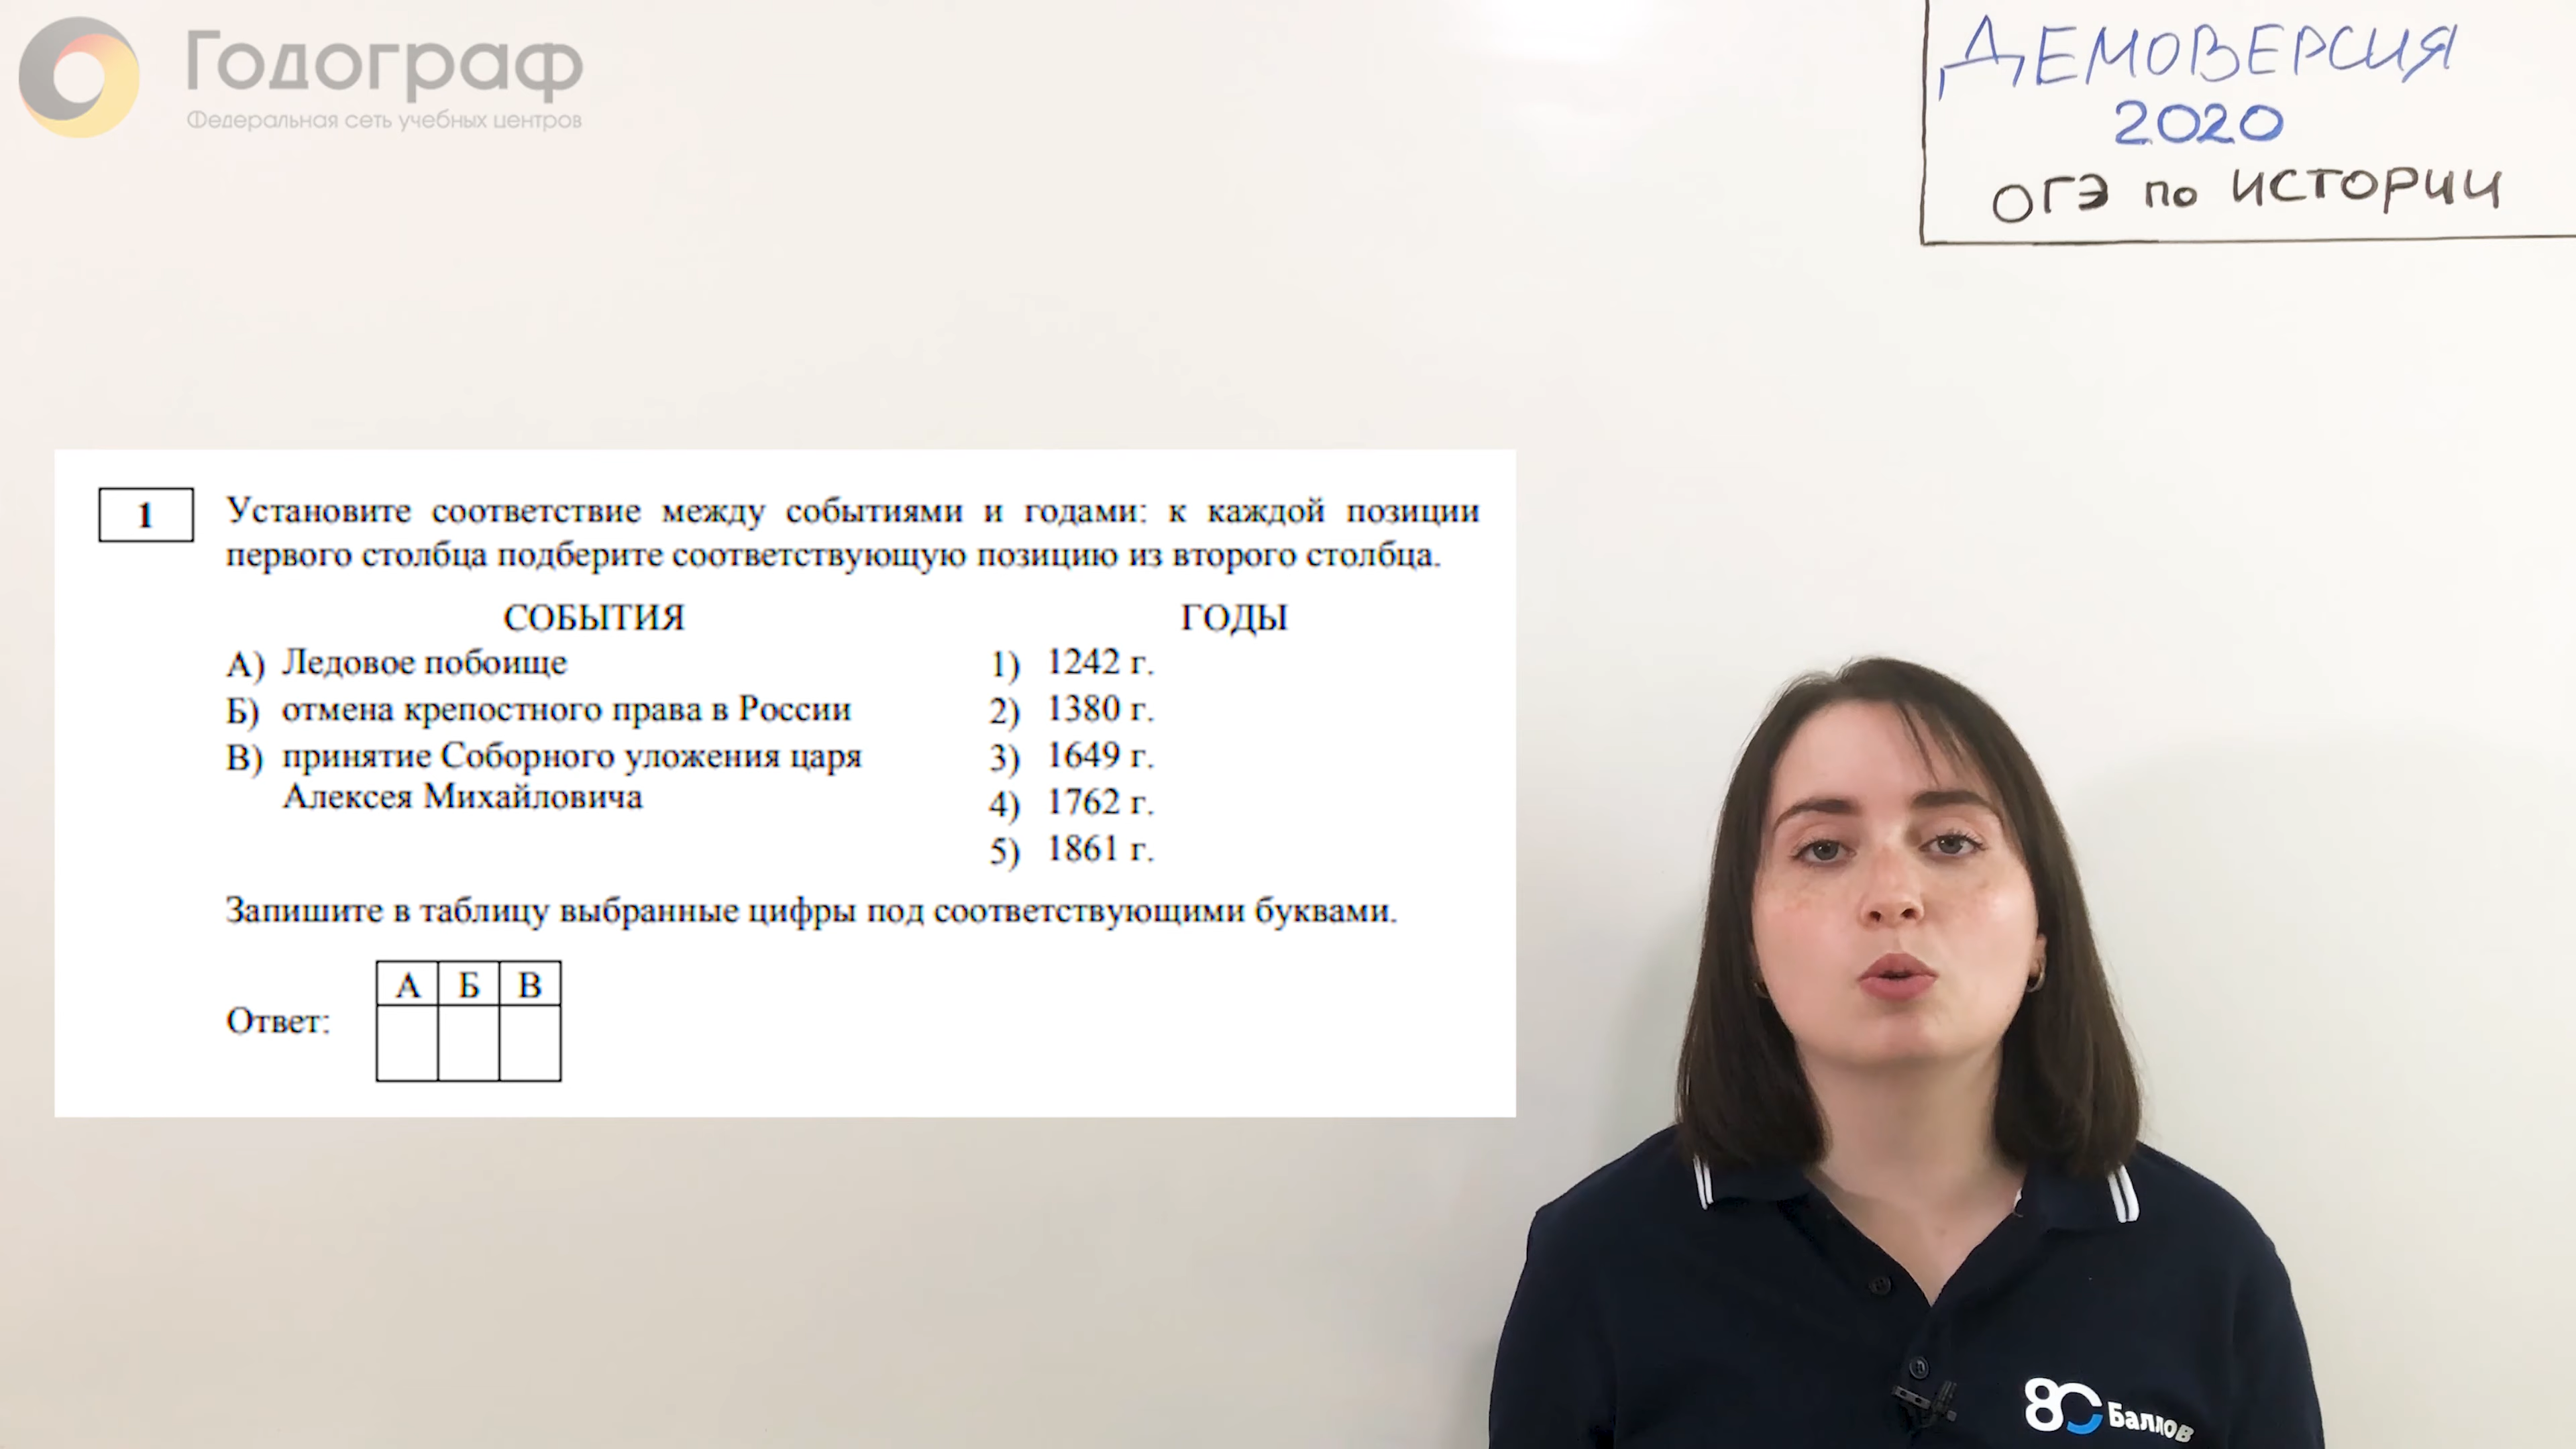 Годограф
Федеральная сеть учебных центров
ДЕМОВЕРСИЯ
2020
ОГЭ по ИСТОРИИ
1
Установите соответствие между событиями и годами: к каждой позиции
первого столбца подберите соответствующую позицию из второго столбца.
СОБЫТИЯ ГОДЫ
А) Ледовое побоище 1) 1242 г.
Б) отмена крепостного права в России 2) 1380 г.
В) принятие Соборного уложения царя 3) 1649 г.
Алексея Михайловича 4) 1762 г.
5) 1861 г.
Запишите в таблицу выбранные цифры под соответствующими буквами.
А Б В
Ответ:
80 Баллов